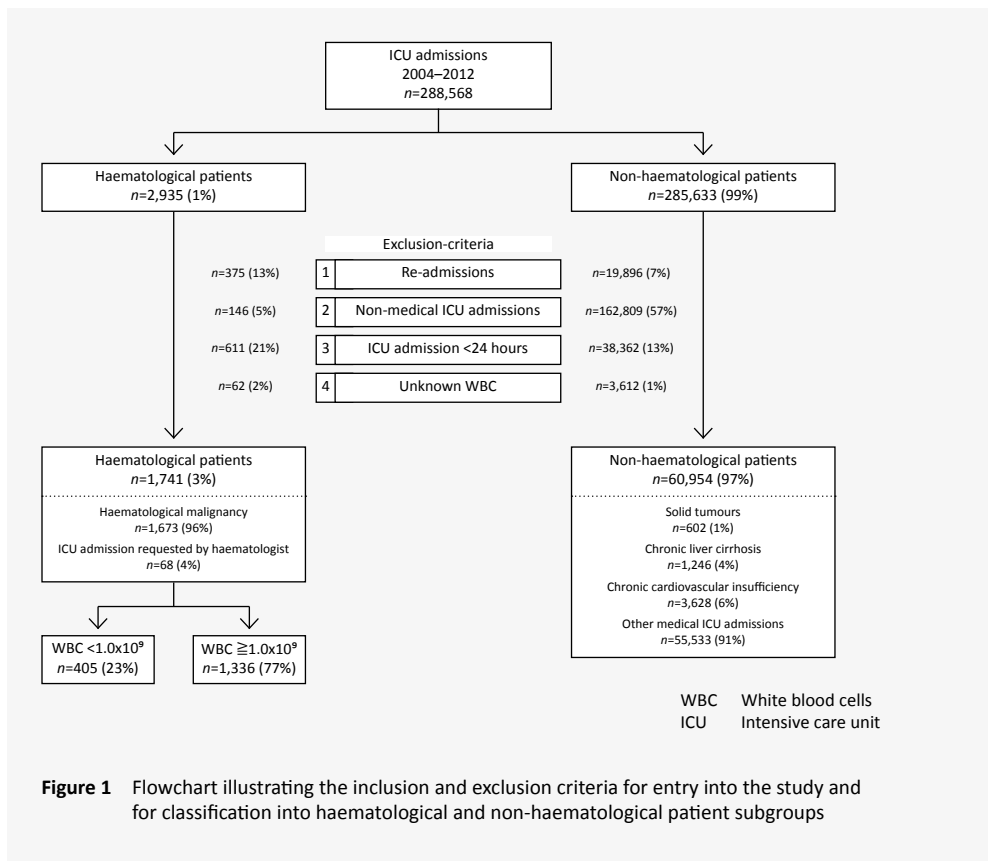 ICU admissions
2004–2012
n=288,568
Haematological patients
n=2,935 (1%)
Non-haematological patients
n=285,633 (99%)
Exclusion-criteria
n=375 (13%)
1 Re-admissions
n=19,896 (7%)
n=146 (5%)
2 Non-medical ICU admissions
n=162,809 (57%)
n=611 (21%)
3 ICU admission <24 hours
n=38,362 (13%)
n=62 (2%)
4 Unknown WBC
n=3,612 (1%)
Haematological patients
n=1,741 (3%)
Haematological malignancy
n=1,673 (96%)
ICU admission requested by haematologist
n=68 (4%)
Non-haematological patients
n=60,954 (97%)
Solid tumours
n=602 (1%)
Chronic liver cirrhosis
n=1,246 (4%)
Chronic cardiovascular insufficiency
n=3,628 (6%)
Other medical ICU admissions
n=55,533 (91%)
WBC <1.0x10⁹
n=405 (23%)
WBC ≧1.0x10⁹
n=1,336 (77%)
WBC White blood cells
ICU Intensive care unit
Figure 1 Flowchart illustrating the inclusion and exclusion criteria for entry into the study and
for classification into haematological and non-haematological patient subgroups